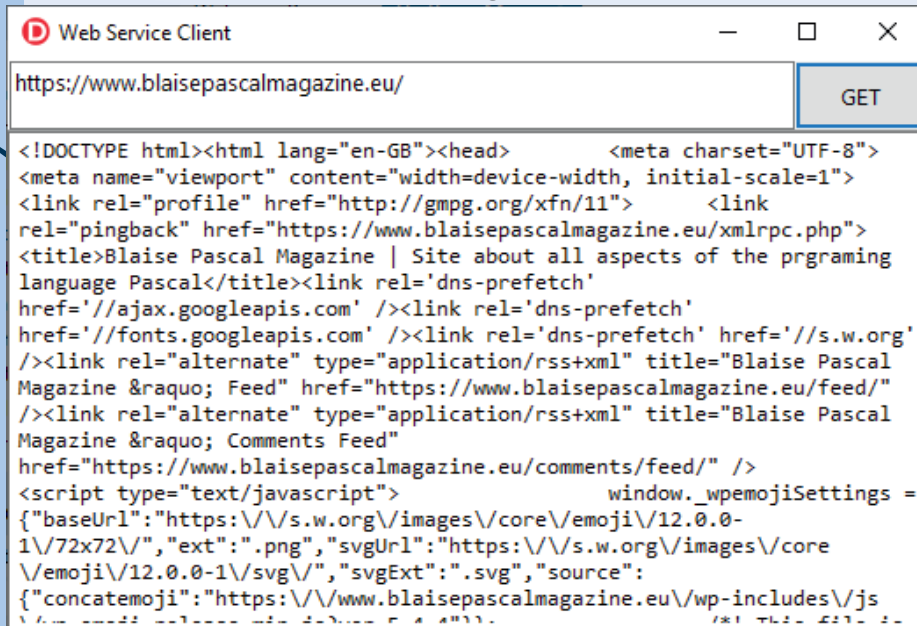 Web Service Client
https://www.blaisepascalmagazine.eu/
GET
<!DOCTYPE html><html lang="en-GB"><head> <meta charset="UTF-8">
<meta name="viewport" content="width=device-width, initial-scale=1">
<link rel="profile" href="http://gmpg.org/xfn/11"> <link
rel="pingback" href="https://www.blaisepascalmagazine.eu/xmlrpc.php">
<title>Blaise Pascal Magazine | Site about all aspects of the prgraming
language Pascal</title><link rel='dns-prefetch'
href='//ajax.googleapis.com' /><link rel='dns-prefetch'
href='//fonts.googleapis.com' /><link rel='dns-prefetch' href='//s.w.org'
/><link rel="alternate" type="application/rss+xml" title="Blaise Pascal
Magazine &raquo; Feed" href="https://www.blaisepascalmagazine.eu/feed/"
/><link rel="alternate" type="application/rss+xml" title="Blaise Pascal
Magazine &raquo; Comments Feed"
href="https://www.blaisepascalmagazine.eu/comments/feed/" />
<script type="text/javascript"> window._wpemojiSettings =
{"baseUrl":"https:\/\/s.w.org\/images\/core\/emoji\/12.0.0-
1\/72x72\/","ext":".png","svgUrl":"https:\/\/s.w.org\/images\/core
\/emoji\/12.0.0-1\/svg\/","svgExt":".svg","source":
{"concatemoji":"https:\/\/www.blaisepascalmagazine.eu\/wp-includes\/js